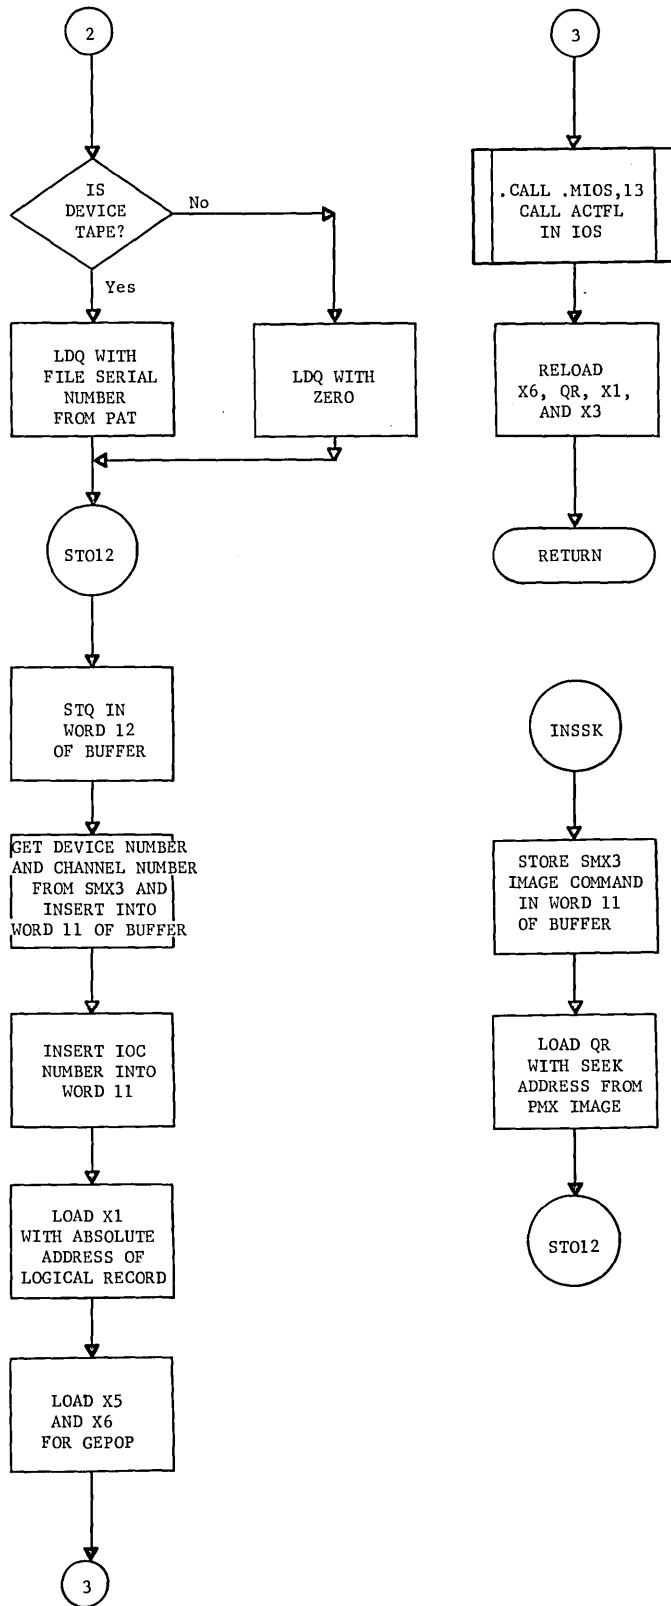 2
IS
DEVICE
TAPE?
No
Yes
LDQ WITH
FILE SERIAL
NUMBER
FROM PAT
LDQ WITH
ZERO
STO12
STQ IN
WORD 12
OF BUFFER
GET DEVICE NUMBER
AND CHANNEL NUMBER
FROM SMX3 AND
INSERT INTO
WORD 11 OF BUFFER
INSERT IOC
NUMBER INTO
WORD 11
LOAD X1
WITH ABSOLUTE
ADDRESS OF
LOGICAL RECORD
LOAD X5
AND X6
FOR GEPOP
3
3
.CALL .MIOS,13
CALL ACTFL
IN IOS
RELOAD
X6, QR, X1,
AND X3
RETURN
INSSK
STORE SMX3
IMAGE COMMAND
IN WORD 11
OF BUFFER
LOAD QR
WITH SEEK
ADDRESS FROM
PMX IMAGE
STO12